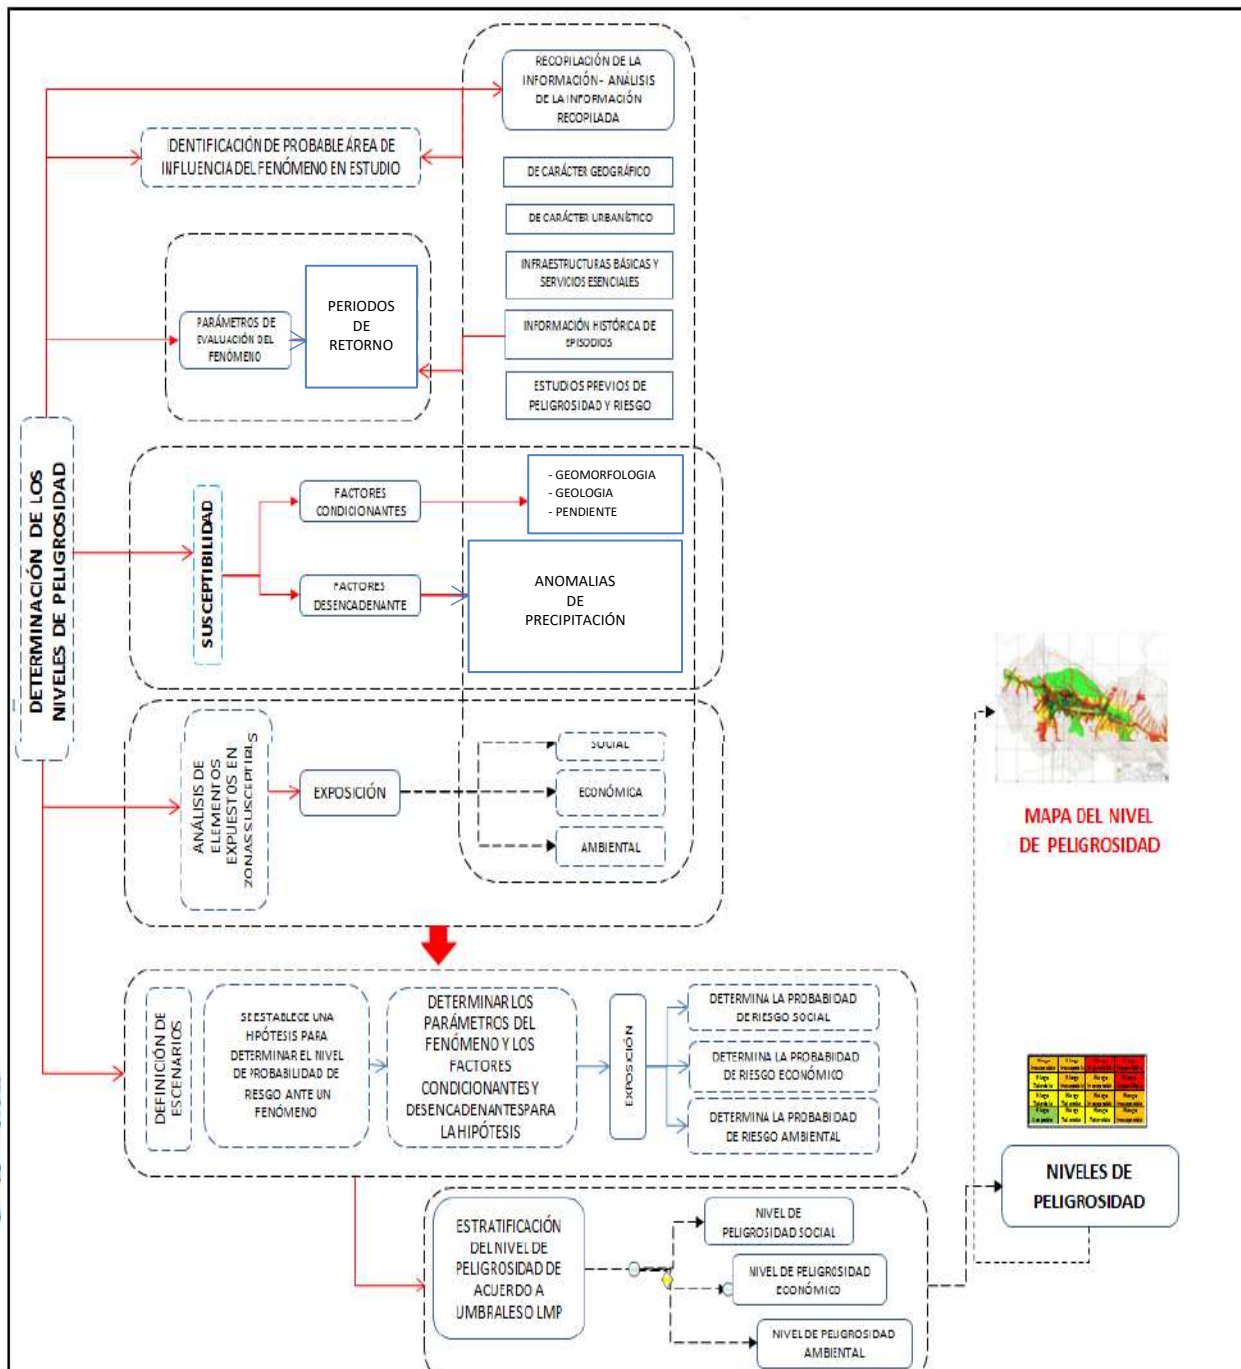 RECOPILACIÓN DE LA
INFORMACIÓN - ANÁLISIS
DE LA INFORMACIÓN
RECOPILADA
IDENTIFICACIÓN DE PROBABLE ÁREA DE
INFLUENCIA DEL FENÓMENO EN ESTUDIO
DE CARÁCTER GEOGRÁFICO
DE CARÁCTER URBANÍSTICO
INFRAESTRUCTURAS BÁSICAS Y
SERVICIOS ESENCIALES
INFORMACIÓN HISTÓRICA DE
EPISODIOS
ESTUDIOS PREVIOS DE
PELIGROSIDAD Y RIESGO
PARÁMETROS DE
EVALUACIÓN DEL
FENÓMENO
PERIODOS
DE
RETORNO
DETERMINACIÓN DE LOS
NIVELES DE PELIGROSIDAD
SUSCEPTIBILIDAD
FACTORES
CONDICIONANTES
- GEOMORFOLOGIA
- GEOLOGIA
- PENDIENTE
FACTORES
DESENCADENANTE
ANOMALIAS
DE
PRECIPITACIÓN
ANÁLISIS DE
ELEMENTOS
EXPUESTOS EN
ZONAS SUSCEPTIBLS
EXPOSICIÓN
SOCIAL
ECONÓMICA
AMBIENTAL
MAPA DEL NIVEL
DE PELIGROSIDAD
DEFINICIÓN DE
ESCENARIOS
SE ESTABLECE UNA
HIPÓTESIS PARA
DETERMINAR EL NIVEL
DE PROBABILIDAD DE
RIESGO ANTE UN
FENÓMENO
DETERMINAR LOS
PARÁMETROS DEL
FENÓMENO Y LOS
FACTORES
CONDICIONANTES Y
DESENCADENANTES PARA
LA HIPÓTESIS
EXPOSICIÓN
DETERMINA LA PROBABIDAD
DE RIESGO SOCIAL
DETERMINA LA PROBABIDAD
DE RIESGO ECONÓMICO
DETERMINA LA PROBABIDAD
DE RIESGO AMBIENTAL
NIVELES DE
PELIGROSIDAD
ESTRATIFICACIÓN
DEL NIVEL DE
PELIGROSIDAD DE
ACUERDO A
UMBRALES O LMP
NIVEL DE
PELIGROSIDAD SOCIAL
NIVEL DE PELIGROSIDAD
ECONÓMICO
NIVEL DE PELIGROSIDAD
AMBIENTAL